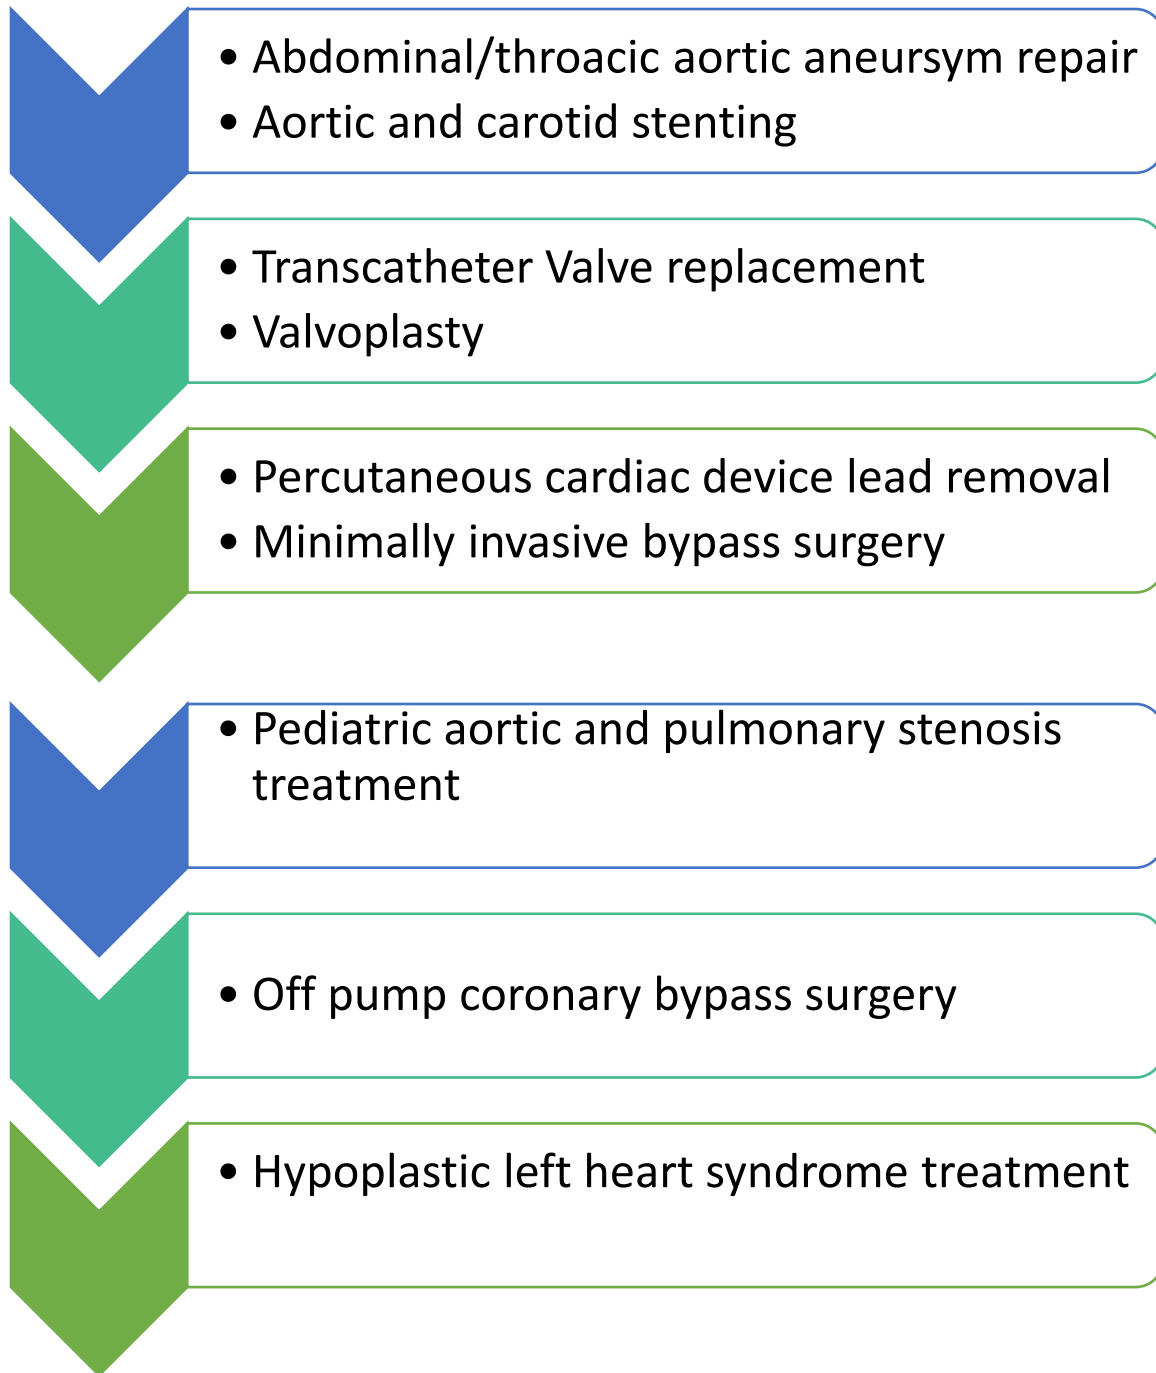 • Abdominal/throacic aortic aneursym repair
• Aortic and carotid stenting
• Transcatheter Valve replacement
• Valvoplasty
• Percutaneous cardiac device lead removal
• Minimally invasive bypass surgery
• Pediatric aortic and pulmonary stenosis
treatment
• Off pump coronary bypass surgery
• Hypoplastic left heart syndrome treatment